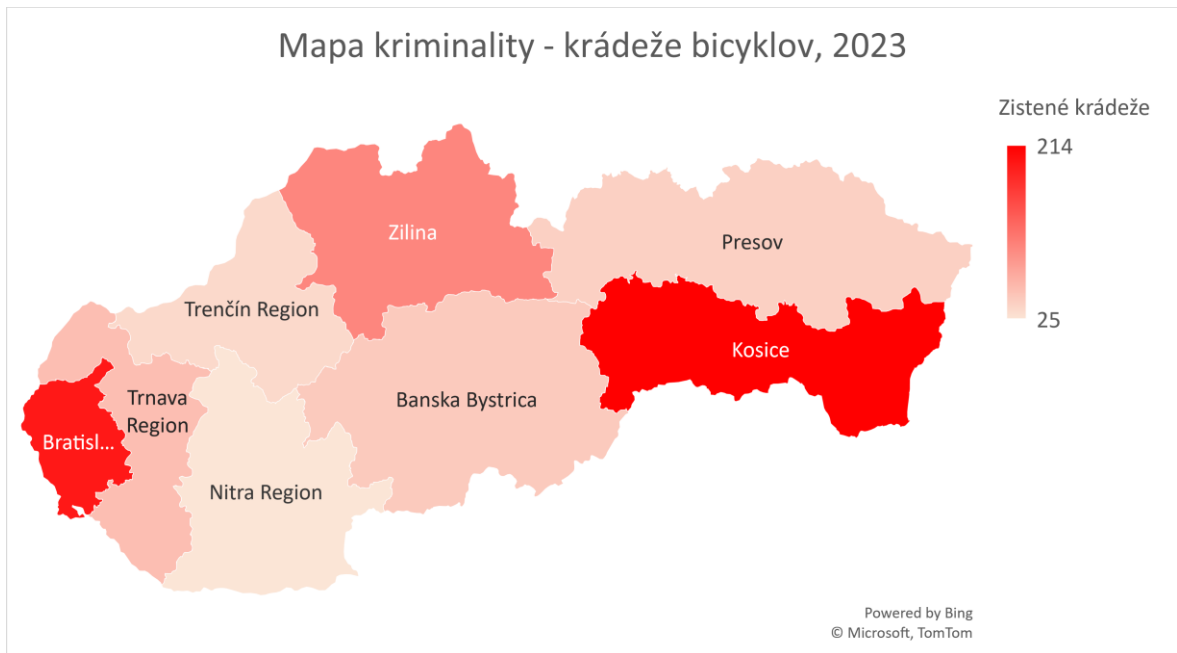 Mapa kriminality - krádeže bicyklov, 2023
Zistené krádeže
214
25
Zilina
Presov
Trenčín Region
Kosice
Trnava
Region
Banska Bystrica
Bratisl...
Nitra Region
Powered by Bing
© Microsoft, TomTom